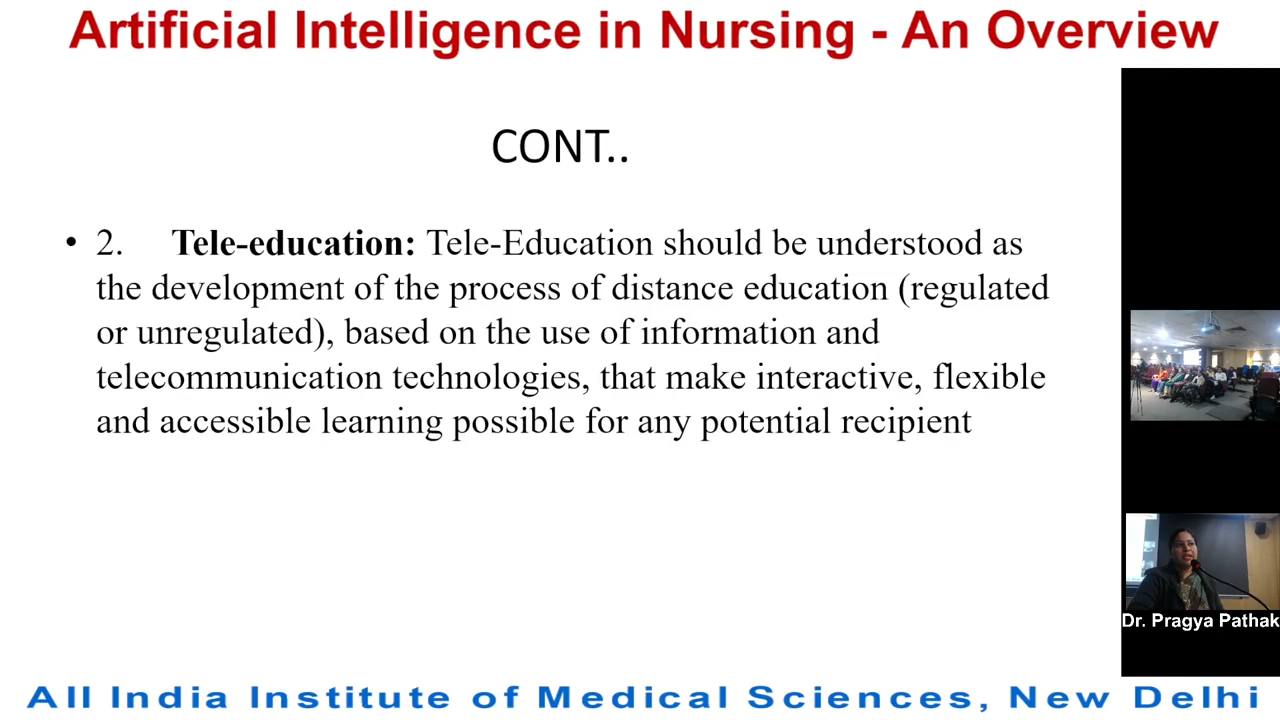 Artificial Intelligence in Nursing - An Overview
CONT..
• 2. Tele-education: Tele-Education should be understood as
the development of the process of distance education (regulated
or unregulated), based on the use of information and
telecommunication technologies, that make interactive, flexible
and accessible learning possible for any potential recipient
Dr. Pragya Pathak
All India Institute of Medical Sciences, New Delhi